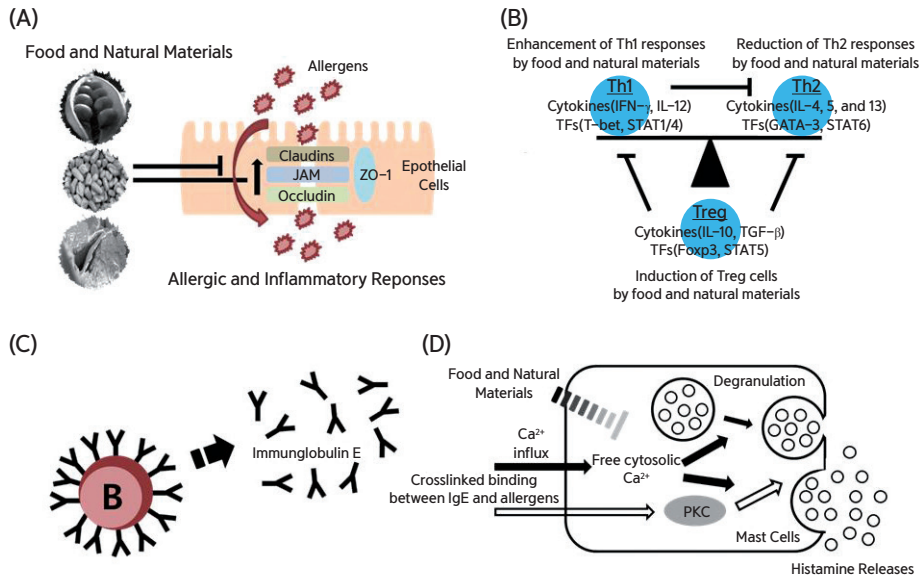 (A)
Food and Natural Materials
Allergens
Claudins
JAM
Occludin
ZO-1
Epothelial
Cells
Allergic and Inflammatory Reponses
(B)
Enhancement of Th1 responses
by food and natural materials
Reduction of Th2 responses
by food and natural materials
Th1
Cytokines(IFN-γ, IL-12)
TFs(T-bet, STAT1/4)
Th2
Cytokines(IL-4, 5, and 13)
TFs(GATA-3, STAT6)
Treg
Cytokines(IL-10, TGF-β)
TFs(Foxp3, STAT5)
Induction of Treg cells
by food and natural materials
(C)
B
Immunglobulin E
(D)
Food and Natural
Materials
Degranulation
Ca²⁺
influx
Free cytosolic
Ca²⁺
Crosslinked binding
between IgE and allergens
PKC
Mast Cells
Histamine Releases